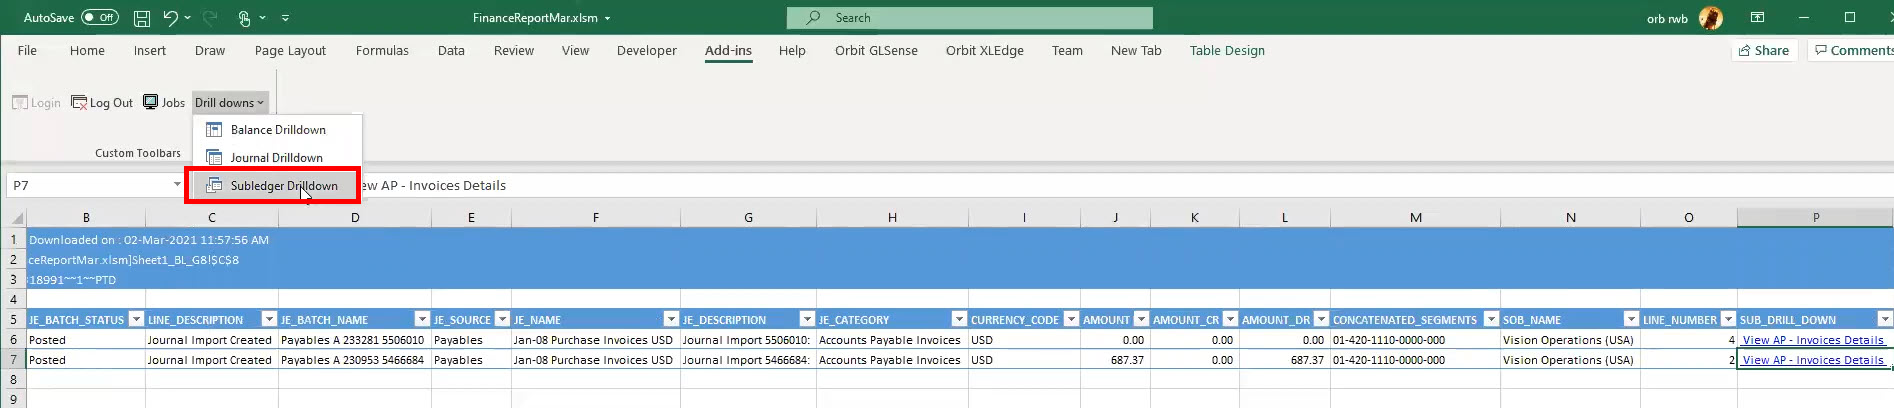 AutoSave Off FinanceReportMar.xlsm Search orb rwb
File Home Insert Draw Page Layout Formulas Data Review View Developer Add-ins Help Orbit GLSense Orbit XLEdge Team New Tab Table Design Share Comments
Login Log Out Jobs Drill downs
Balance Drilldown
Custom Toolbars Journal Drilldown
P7 Subledger Drilldown ew AP - Invoices Details
B C D E F G H I J K L M N O P
1 Downloaded on : 02-Mar-2021 11:57:56 AM
2 ceReportMar.xlsm]Sheet1_BL_G8!$C$8
3 18991~~1~~PTD
4
5 JE_BATCH_STATUS LINE_DESCRIPTION JE_BATCH_NAME JE_SOURCE JE_NAME JE_DESCRIPTION JE_CATEGORY CURRENCY_CODE AMOUNT AMOUNT_CR AMOUNT_DR CONCATENATED_SEGMENTS SOB_NAME LINE_NUMBER SUB_DRILL_DOWN
6 Posted Journal Import Created Payables A 233281 5506010 Payables Jan-08 Purchase Invoices USD Journal Import 5506010: Accounts Payable Invoices USD 0.00 0.00 0.00 01-420-1110-0000-000 Vision Operations (USA) 4 View AP - Invoices Details
7 Posted Journal Import Created Payables A 230953 5466684 Payables Jan-08 Purchase Invoices USD Journal Import 5466684: Accounts Payable Invoices USD 687.37 0.00 687.37 01-420-1110-0000-000 Vision Operations (USA) 2 View AP - Invoices Details
8
9